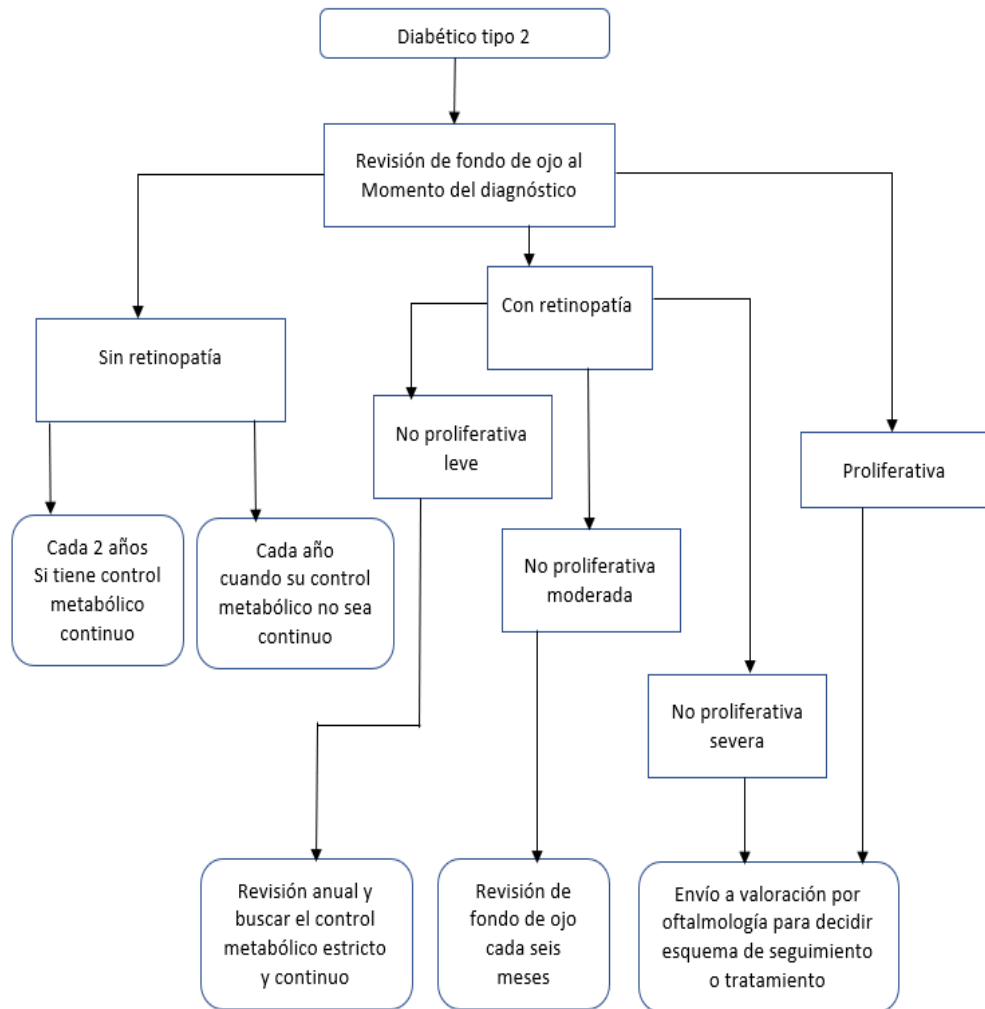 Diabético tipo 2
Revisión de fondo de ojo al
Momento del diagnóstico
Con retinopatía
Sin retinopatía
No proliferativa
leve
Proliferativa
Cada 2 años
Si tiene control
metabólico
continuo
Cada año
cuando su control
metabólico no sea
continuo
No proliferativa
moderada
No proliferativa
severa
Revisión anual y
buscar el control
metabólico estricto
y continuo
Revisión de
fondo de ojo
cada seis
meses
Envío a valoración por
oftalmología para decidir
esquema de seguimiento
o tratamiento